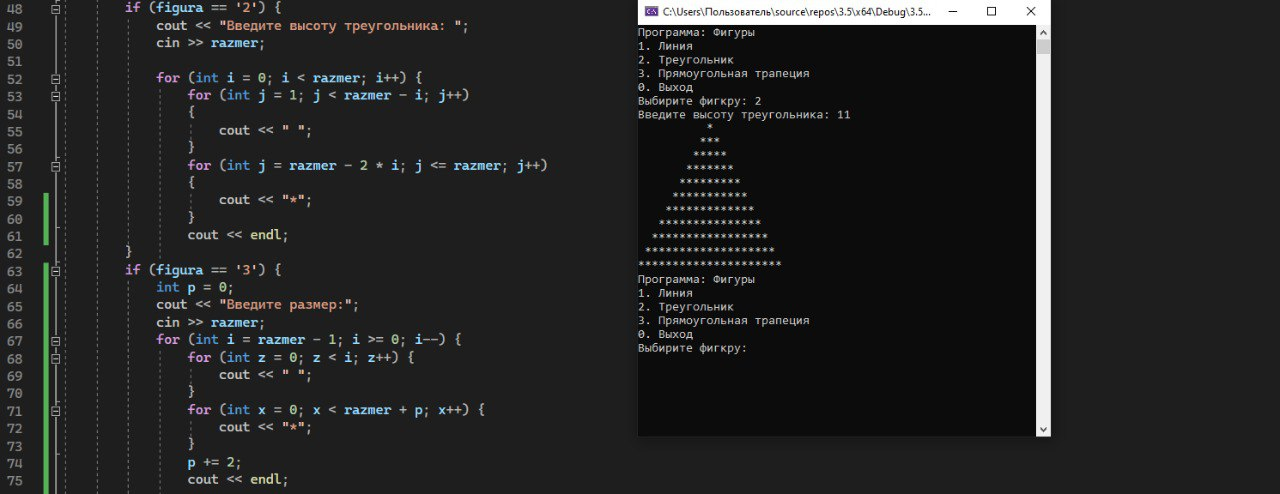 48 if (figura == '2') {
49 cout << "Введите высоту треугольника: ";
50 cin >> razmer;
51
52 for (int i = 0; i < razmer; i++) {
53 for (int j = 1; j < razmer - i; j++)
54 {
55 cout << " ";
56 }
57 for (int j = razmer - 2 * i; j <= razmer; j++)
58 {
59 cout << "*";
60 }
61 cout << endl;
62 }
63 if (figura == '3') {
64 int p = 0;
65 cout << "Введите размер:";
66 cin >> razmer;
67 for (int i = razmer - 1; i >= 0; i--) {
68 for (int z = 0; z < i; z++) {
69 cout << " ";
70 }
71 for (int x = 0; x < razmer + p; x++) {
72 cout << "*";
73 }
74 p += 2;
75 cout << endl;
C:\Users\Пользователь\source\repos\3.5\x64\Debug\3.5...
Программа: Фигуры
1. Линия
2. Треугольник
3. Прямоугольная трапеция
0. Выход
Выбирите фигкру: 2
Введите высоту треугольника: 11
*
***
*****
*******
*********
***********
*************
***************
*****************
*******************
*********************
Программа: Фигуры
1. Линия
2. Треугольник
3. Прямоугольная трапеция
0. Выход
Выбирите фигкру: